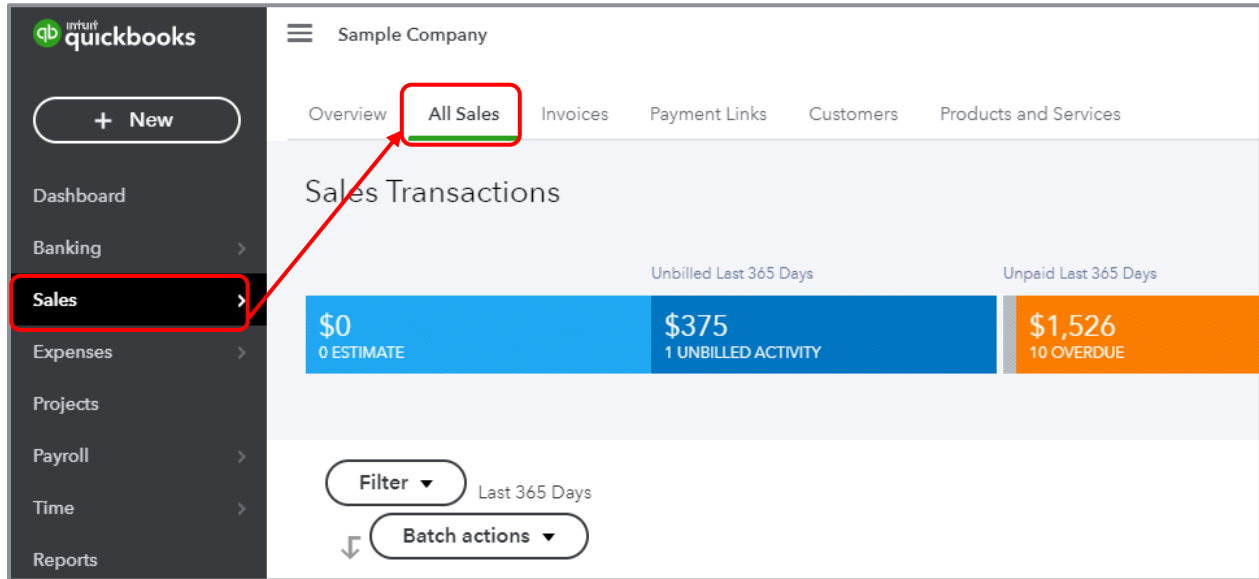 qb intuit quickbooks
Sample Company
+ New
Overview All Sales Invoices Payment Links Customers Products and Services
Dashboard
Banking
Sales
Expenses
Projects
Payroll
Time
Reports
Sales Transactions
Unbilled Last 365 Days Unpaid Last 365 Days
$0 $375 $1,526
0 ESTIMATE 1 UNBILLED ACTIVITY 10 OVERDUE
Filter Last 365 Days
Batch actions